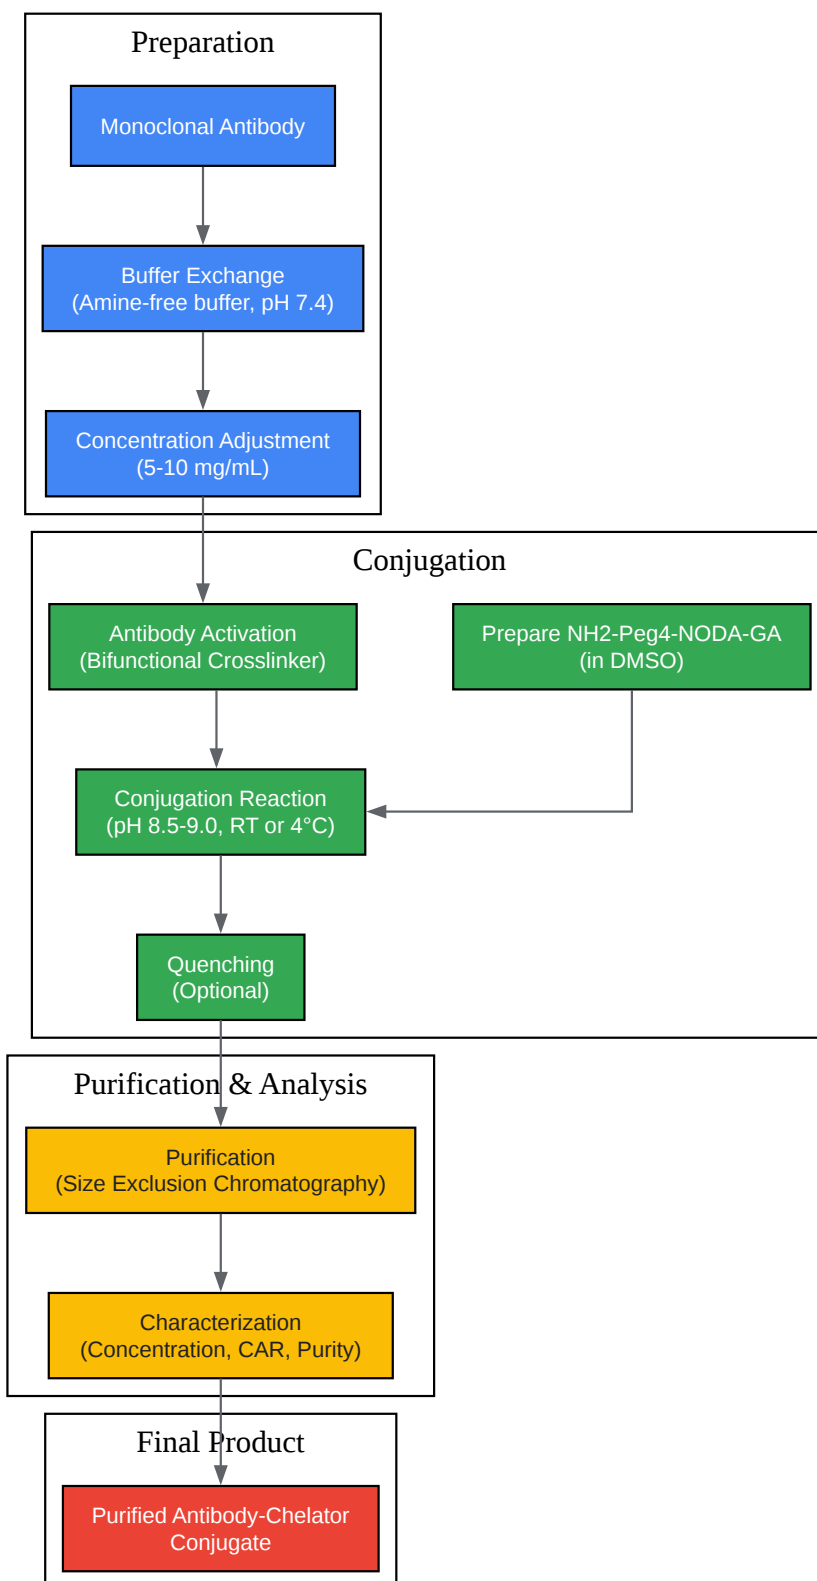 Preparation
Monoclonal Antibody
Buffer Exchange
(Amine-free buffer, pH 7.4)
Concentration Adjustment
(5-10 mg/mL)
Conjugation
Antibody Activation
(Bifunctional Crosslinker)
Prepare NH2-Peg4-NODA-GA
(in DMSO)
Conjugation Reaction
(pH 8.5-9.0, RT or 4°C)
Quenching
(Optional)
Purification & Analysis
Purification
(Size Exclusion Chromatography)
Characterization
(Concentration, CAR, Purity)
Final Product
Purified Antibody-Chelator
Conjugate